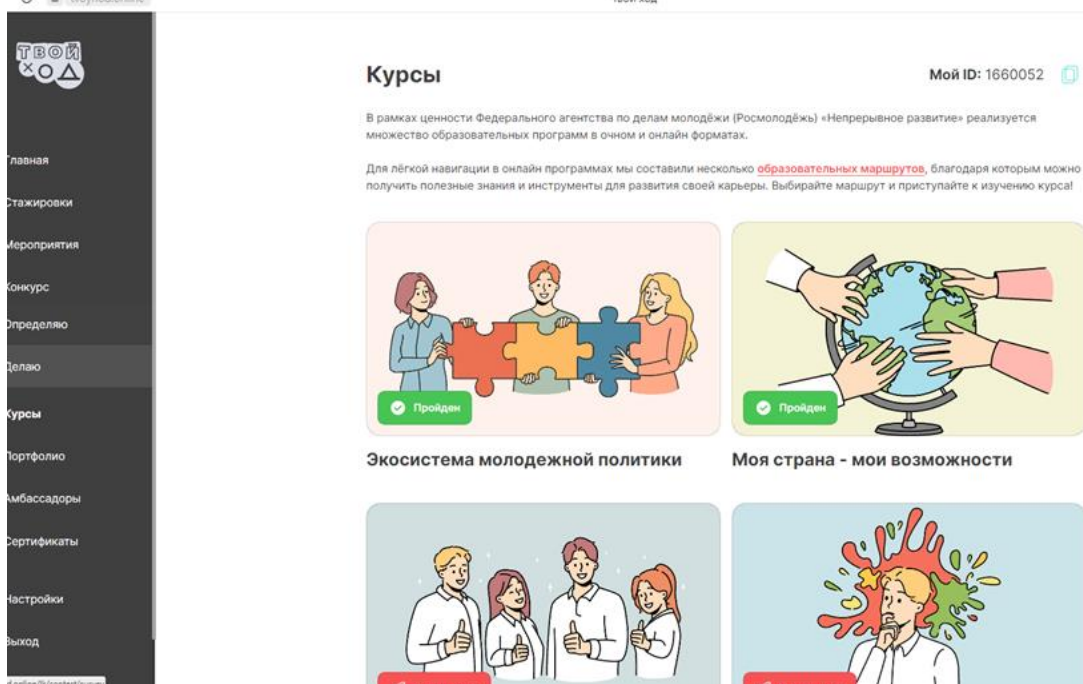 твой ход
ТВОЙ
ХОД
Главная
Стажировки
Мероприятия
Конкурс
Определяю
Делаю
Курсы
Портфолио
Амбассадоры
Сертификаты
Настройки
Выход
Курсы
Мой ID: 1660052
В рамках ценности Федерального агентства по делам молодёжи (Росмолодёжь) «Непрерывное развитие» реализуется
множество образовательных программ в очном и онлайн форматах.
Для лёгкой навигации в онлайн программах мы составили несколько образовательных маршрутов, благодаря которым можно
получить полезные знания и инструменты для развития своей карьеры. Выбирайте маршрут и приступайте к изучению курса!
Пройден
Пройден
Экосистема молодежной политики
Моя страна - мои возможности